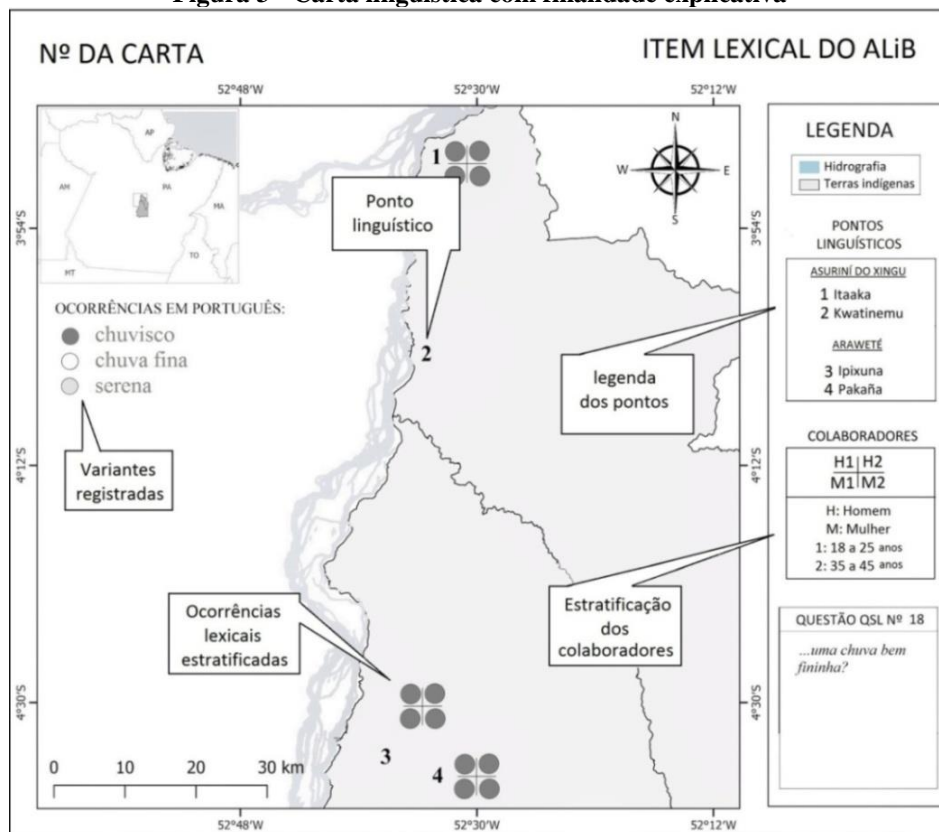 Figura 3 – Carta linguística com finalidade explicativa
Nº DA CARTA
ITEM LEXICAL DO ALiB
52°48'W
52°30'W
52°12'W
AP
AM
PA
MA
TO
MT
3°54'S
4°12'S
4°30'S
OCORRÊNCIAS EM PORTUGUÊS:
chuvisco
chuva fina
serena
Variantes
registradas
1
Ponto
linguístico
2
N
W
E
S
legenda
dos pontos
Ocorrências
lexicais
estratificadas
Estratificação
dos
colaboradores
3
4
0 10 20 30 km
3°54'S
4°12'S
4°30'S
52°48'W
52°30'W
52°12'W
LEGENDA
Hidrografia
Terras indígenas
PONTOS
LINGUÍSTICOS
ASURINÍ DO XINGU
1 Itaaka
2 Kwatinemu
ARAWETÉ
3 Ipixuna
4 Pakaña
COLABORADORES
H1 H2
M1 M2
H: Homem
M: Mulher
1: 18 a 25 anos
2: 35 a 45 anos
QUESTÃO QSL Nº 18
...uma chuva bem
fininha?